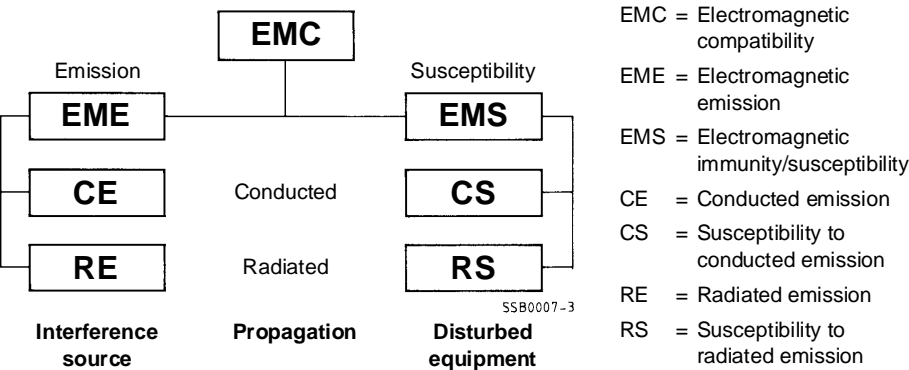 EMC
Emission
Susceptibility
EME
EMS
CE
Conducted
CS
RE
Radiated
RS
SSB0007-3
Interference
source
Propagation
Disturbed
equipment
EMC = Electromagnetic
compatibility
EME = Electromagnetic
emission
EMS = Electromagnetic
immunity/susceptibility
CE = Conducted emission
CS = Susceptibility to
conducted emission
RE = Radiated emission
RS = Susceptibility to
radiated emission